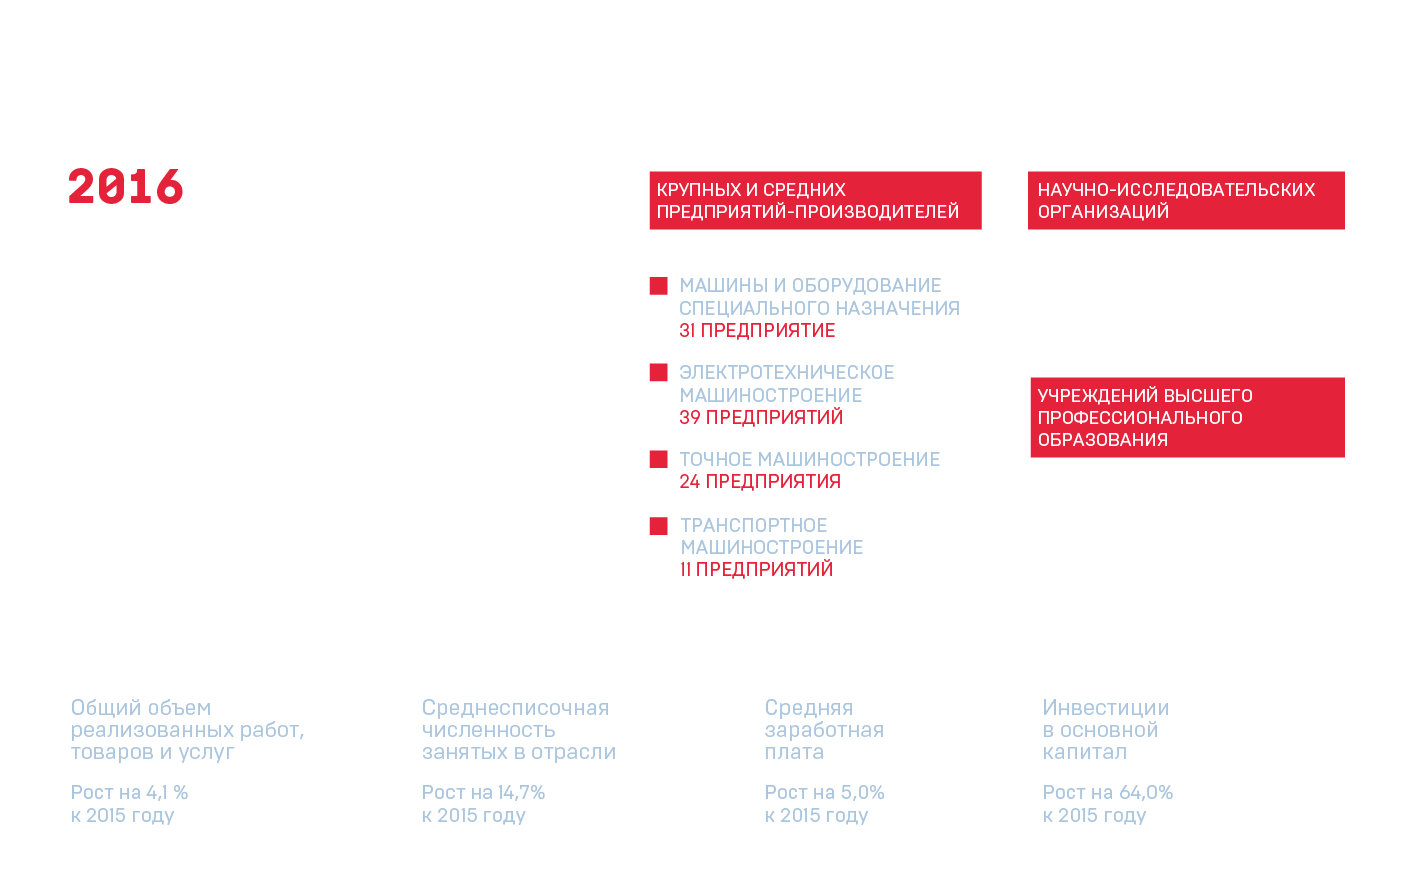 2016
КРУПНЫХ И СРЕДНИХ
ПРЕДПРИЯТИЙ-ПРОИЗВОДИТЕЛЕЙ
МАШИНЫ И ОБОРУДОВАНИЕ
СПЕЦИАЛЬНОГО НАЗНАЧЕНИЯ
31 ПРЕДПРИЯТИЕ
ЭЛЕКТРОТЕХНИЧЕСКОЕ
МАШИНОСТРОЕНИЕ
39 ПРЕДПРИЯТИЙ
ТОЧНОЕ МАШИНОСТРОЕНИЕ
24 ПРЕДПРИЯТИЯ
ТРАНСПОРТНОЕ
МАШИНОСТРОЕНИЕ
11 ПРЕДПРИЯТИЙ
НАУЧНО-ИССЛЕДОВАТЕЛЬСКИХ
ОРГАНИЗАЦИЙ
УЧРЕЖДЕНИЙ ВЫСШЕГО
ПРОФЕССИОНАЛЬНОГО
ОБРАЗОВАНИЯ
Общий объем
реализованных работ,
товаров и услуг
Рост на 4,1 %
к 2015 году
Среднесписочная
численность
занятых в отрасли
Рост на 14,7%
к 2015 году
Средняя
заработная
плата
Рост на 5,0%
к 2015 году
Инвестиции
в основной
капитал
Рост на 64,0%
к 2015 году